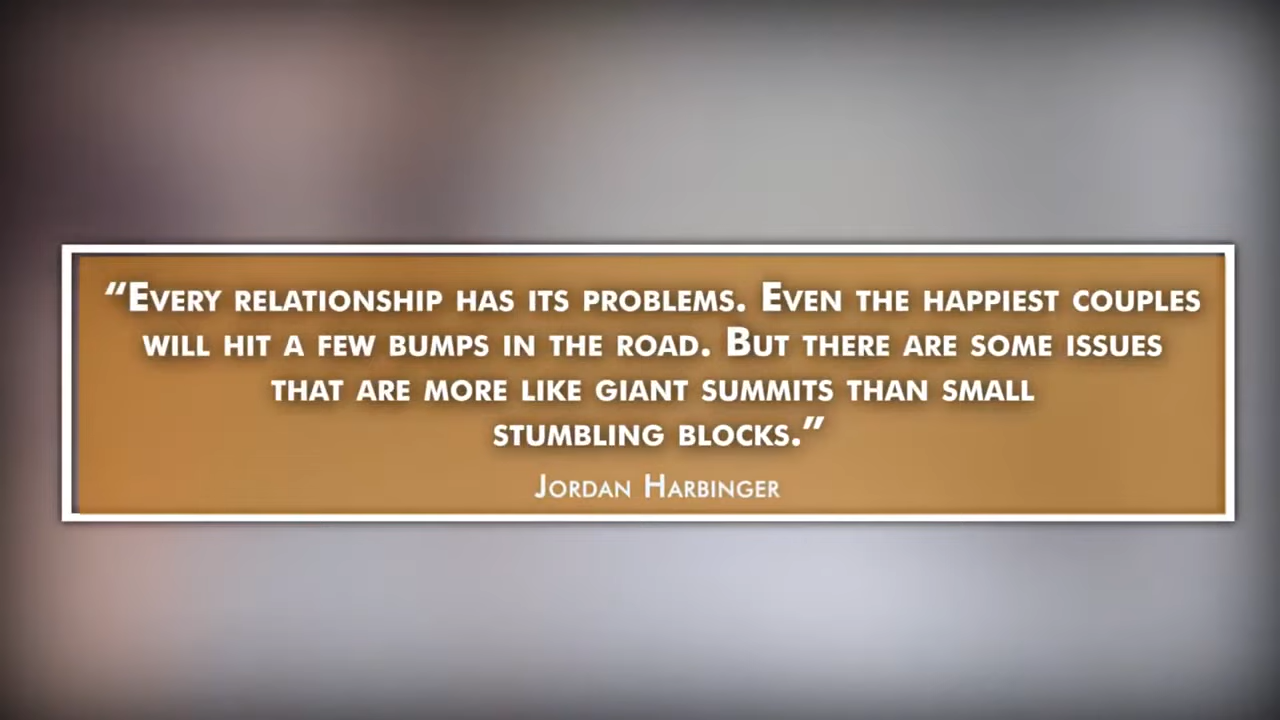 “Every relationship has its problems. Even the happiest couples
will hit a few bumps in the road. But there are some issues
that are more like giant summits than small
stumbling blocks.”
Jordan Harbinger